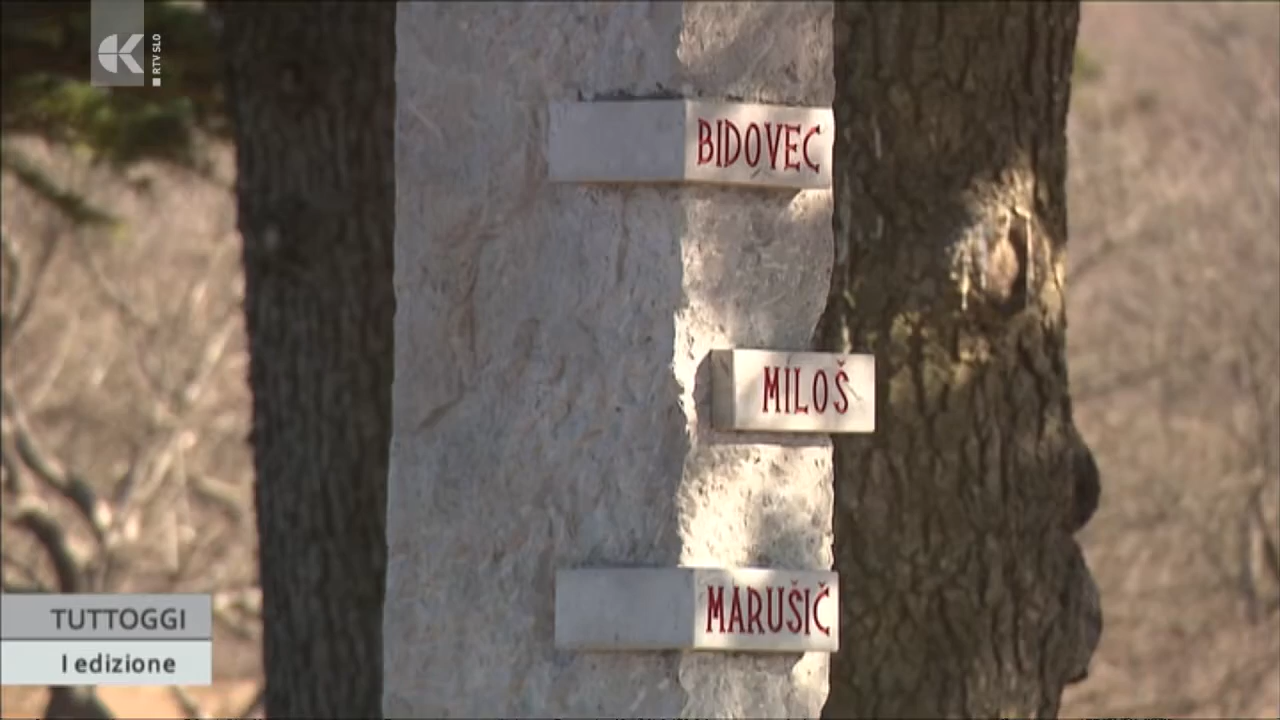 RTV SLO
BIDOVEC
MILOŠ
MARUŠIČ
TUTTOGGI
I edizione